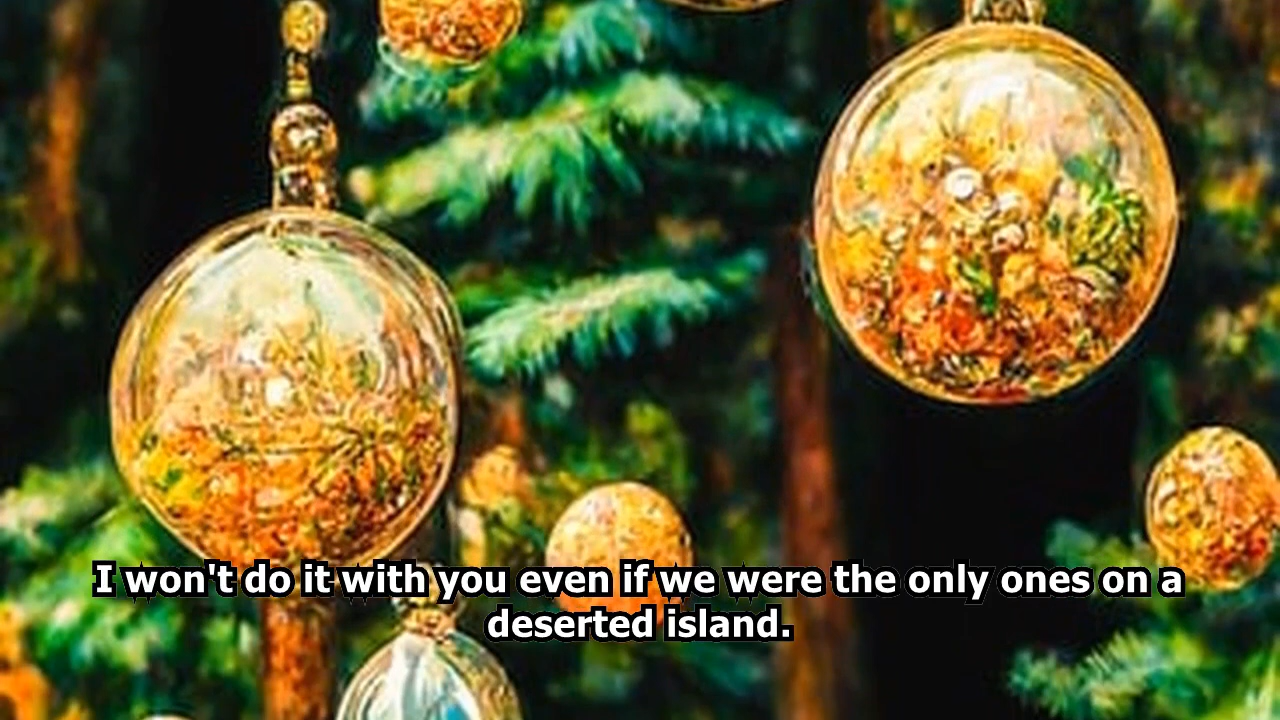 I won't do it with you even if we were the only ones on a
deserted island.